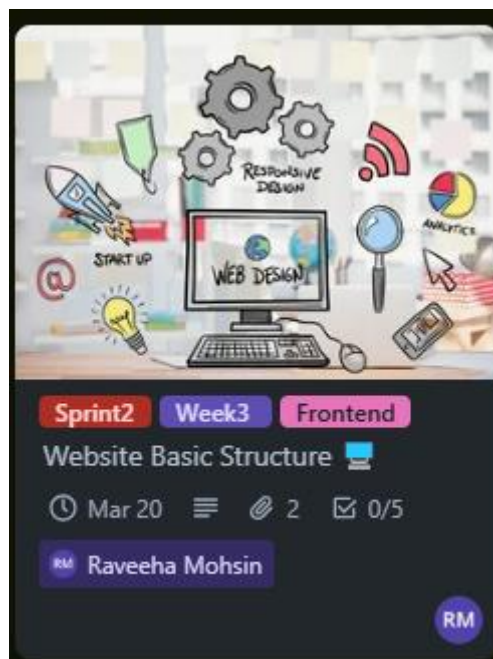 RESPONSIVE
DESIGN
START UP
ANALYTICS
@
WEB DESIGN
Sprint2 Week3 Frontend
Website Basic Structure
Mar 20 2 0/5
RM Raveeha Mohsin
RM